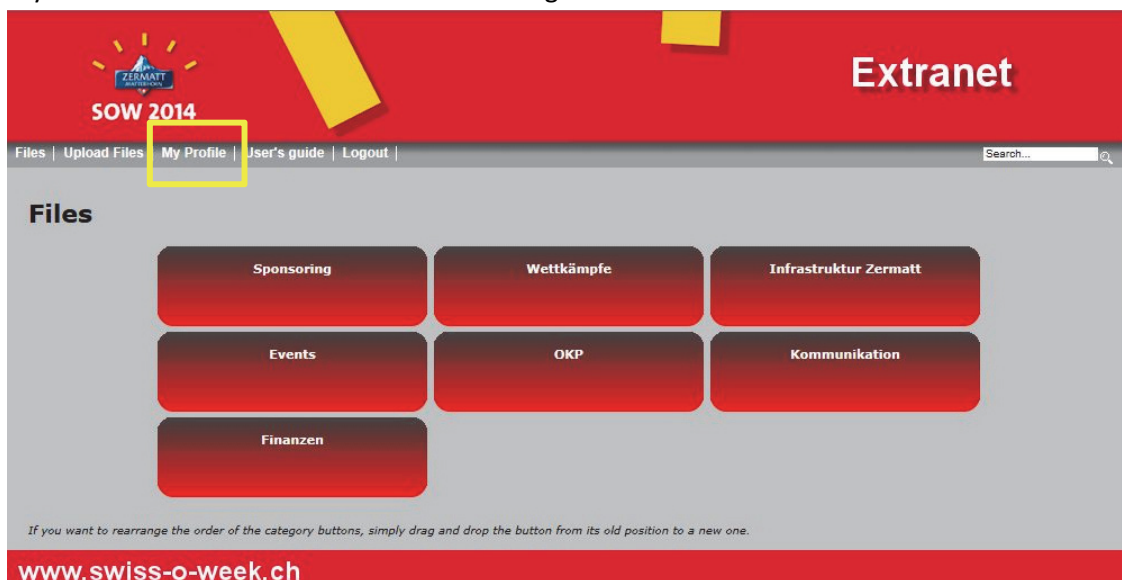 ZERMATT
MATTERHORN
SOW 2014
Extranet
Files | Upload Files | My Profile | User's guide | Logout |
Search...
Files
Sponsoring
Wettkämpfe
Infrastruktur Zermatt
Events
OKP
Kommunikation
Finanzen
If you want to rearrange the order of the category buttons, simply drag and drop the button from its old position to a new one.
www.swiss-o-week.ch